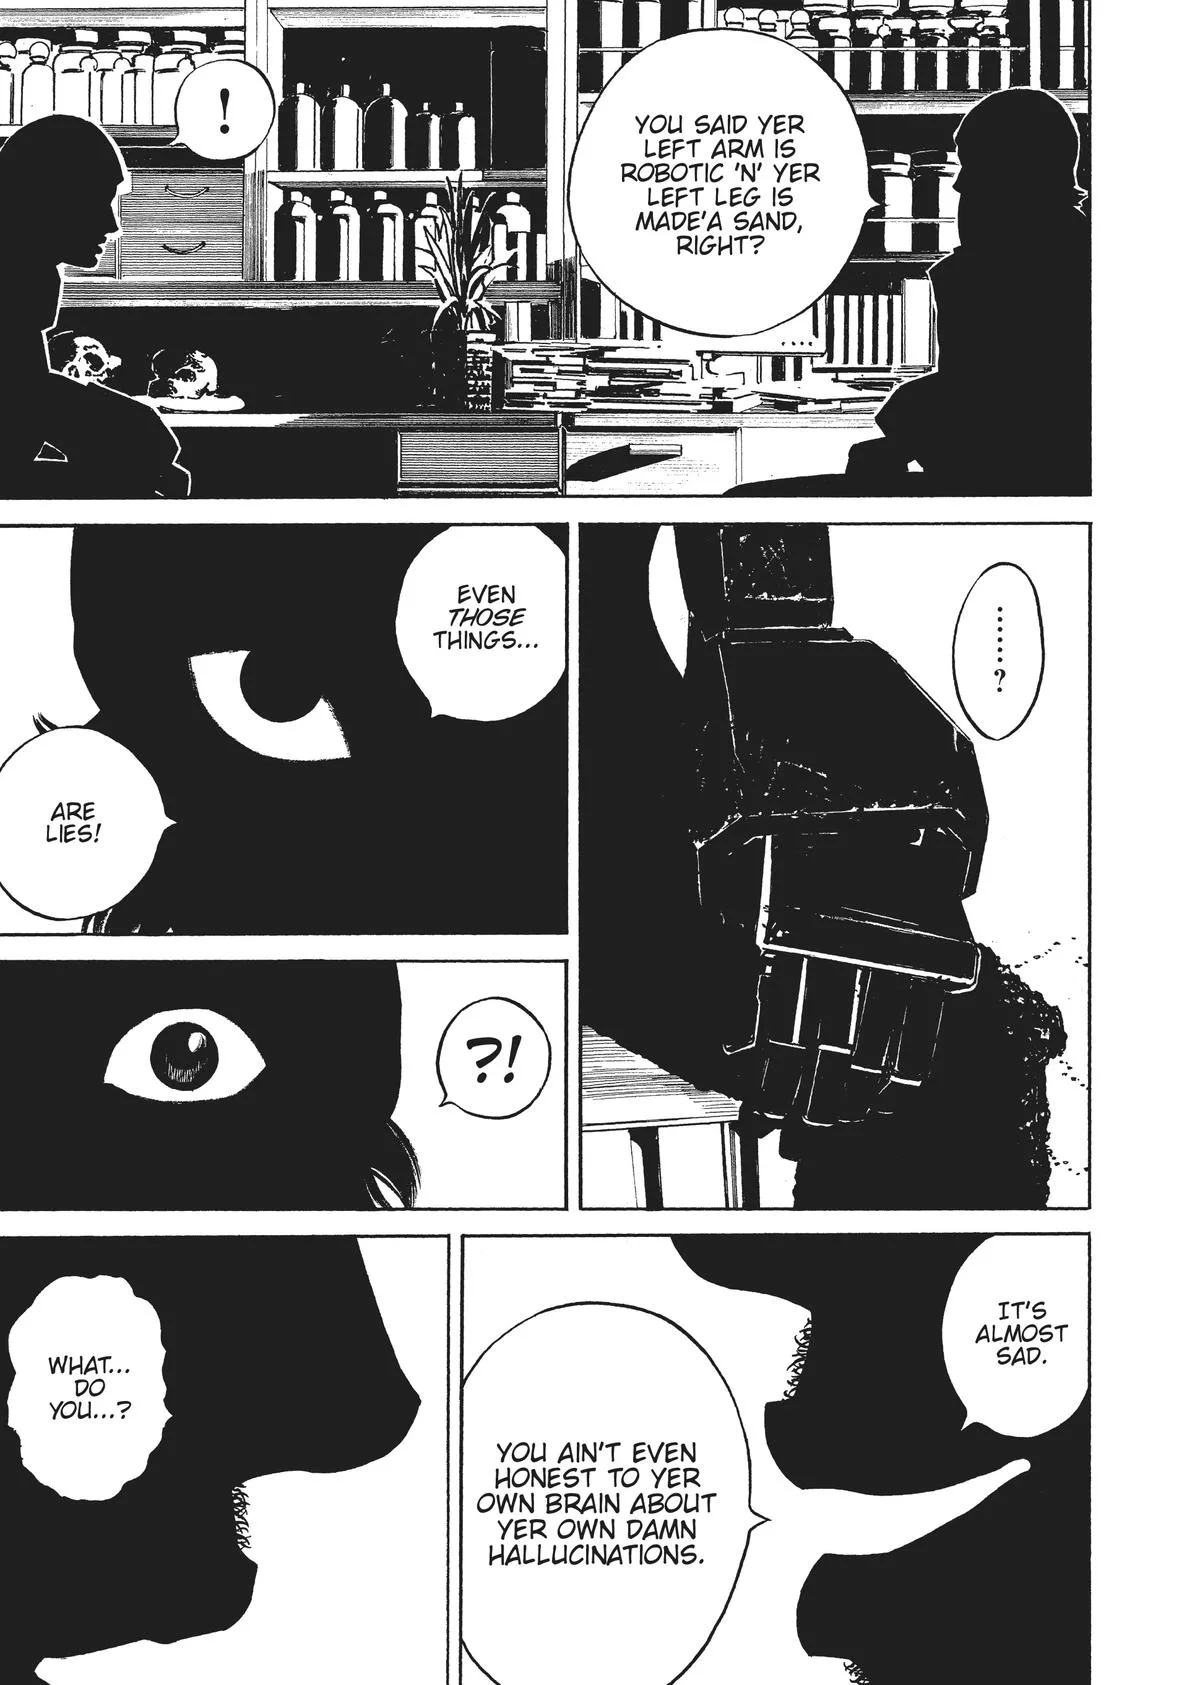 YOU SAID YER
LEFT ARM IS
ROBOTIC 'N' YER
LEFT LEG IS
MADE'A SAND,
RIGHT?
!
........?
EVEN
THOSE
THINGS...
ARE
LIES!
?!
IT'S
ALMOST
SAD.
YOU AIN'T EVEN
HONEST TO YER
OWN BRAIN ABOUT
YER OWN DAMN
HALLUCINATIONS.
WHAT...
DO
YOU...?